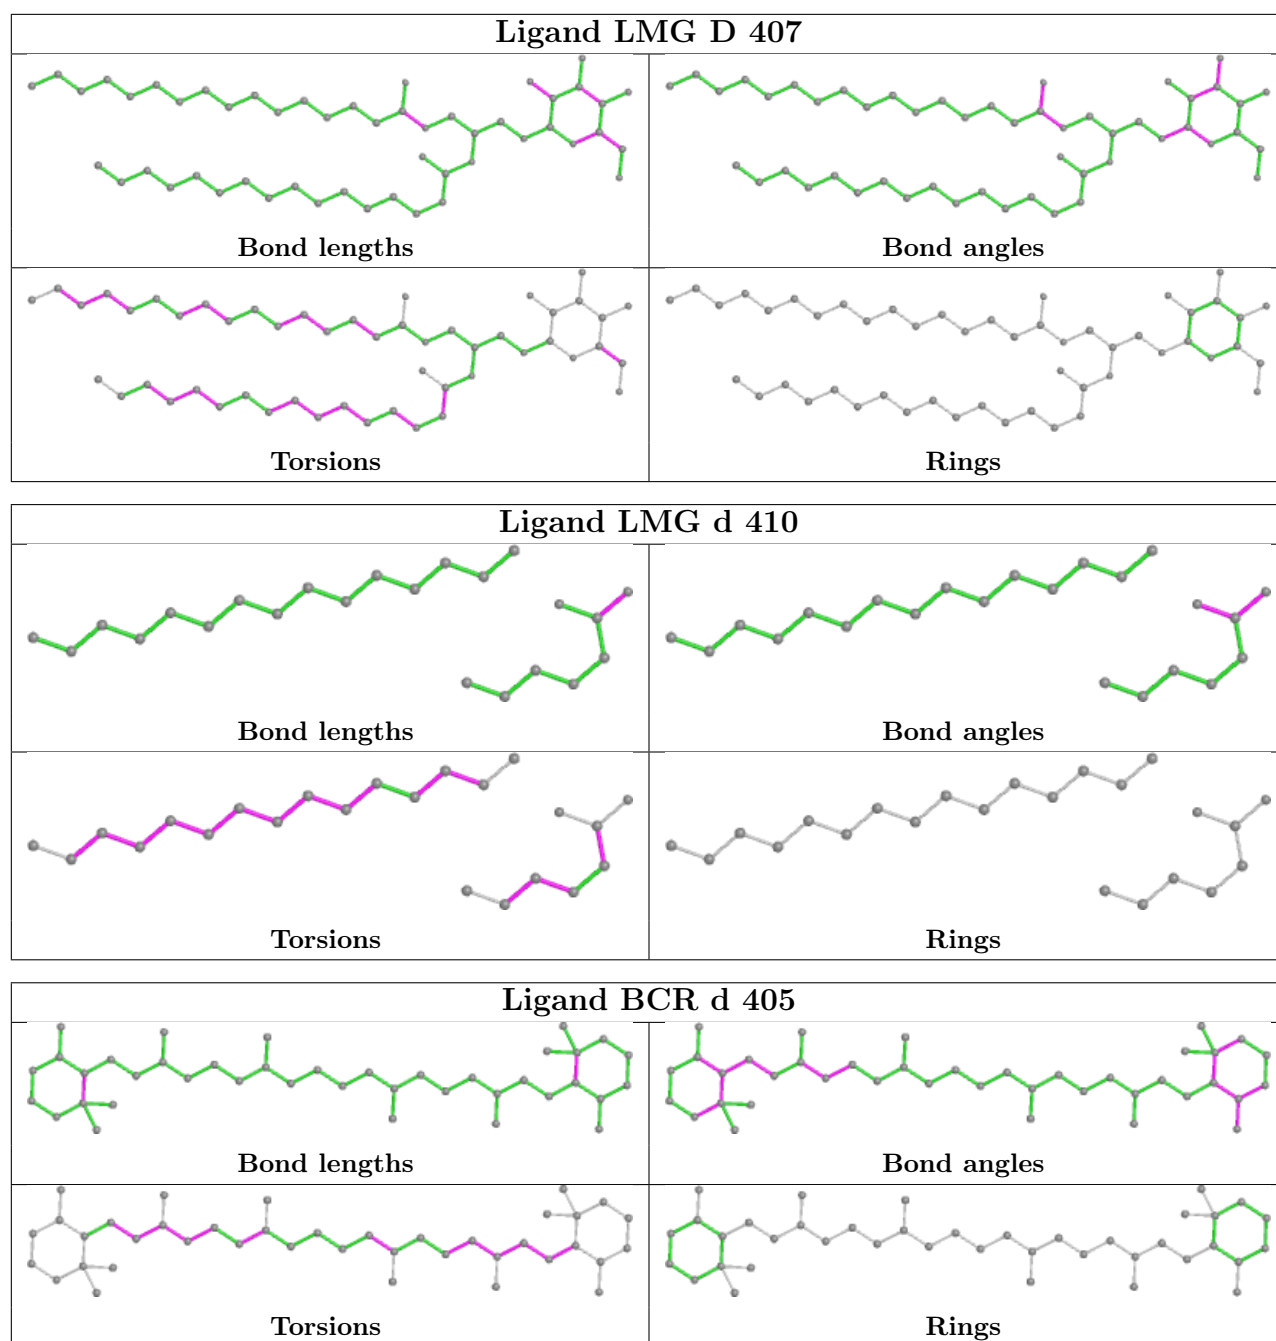 Ligand LMG D 407
Bond lengths
Bond angles
Torsions
Rings
Ligand LMG d 410
Bond lengths
Bond angles
Torsions
Rings
Ligand BCR d 405
Bond lengths
Bond angles
Torsions
Rings